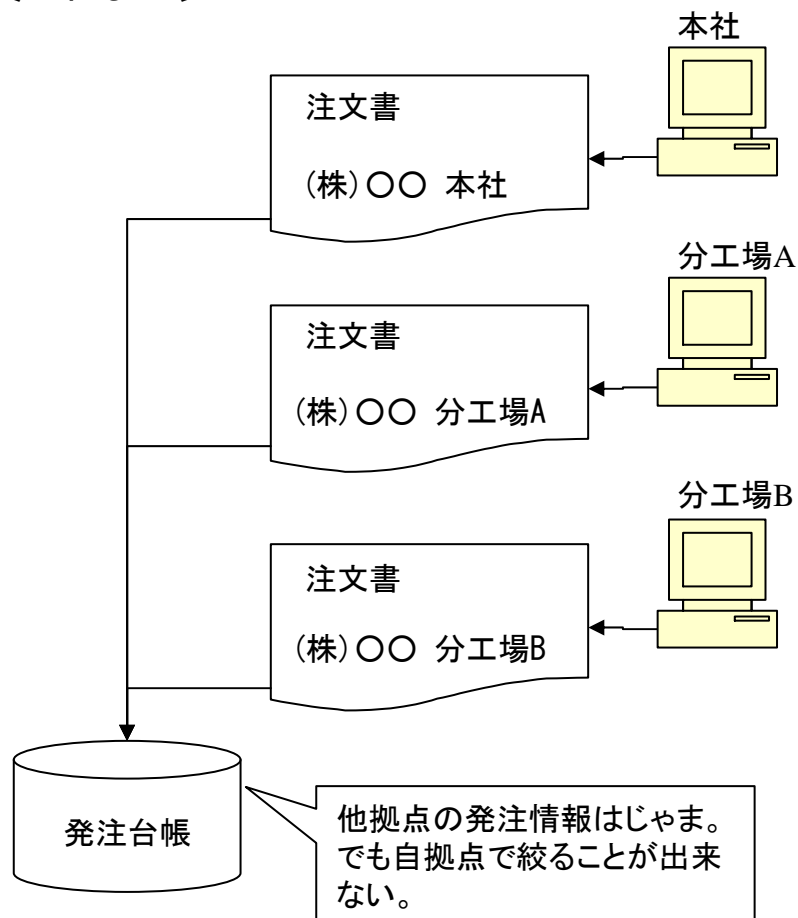 本社
注文書
(株)○○ 本社
分工場A
注文書
(株)○○ 分工場A
分工場B
注文書
(株)○○ 分工場B
発注台帳
他拠点の発注情報はじゃま。
でも自拠点で絞ることが出来
ない。